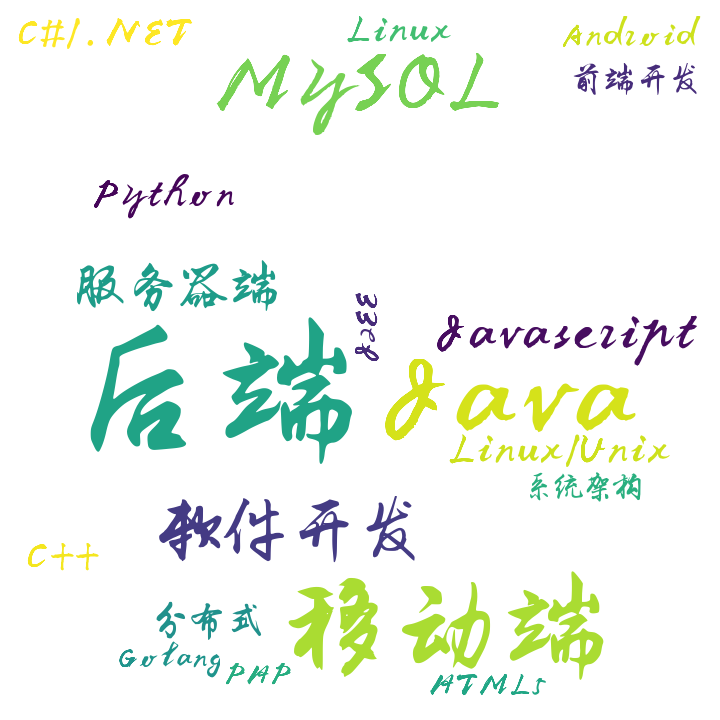 C#/.NET
Linux
Android
MySQL
前端开发
Python
服务器端
J2EE
Javascript
后端
Java
Linux/Unix
系统架构
软件开发
C++
移动端
分布式
Golang
PHP
HTML5